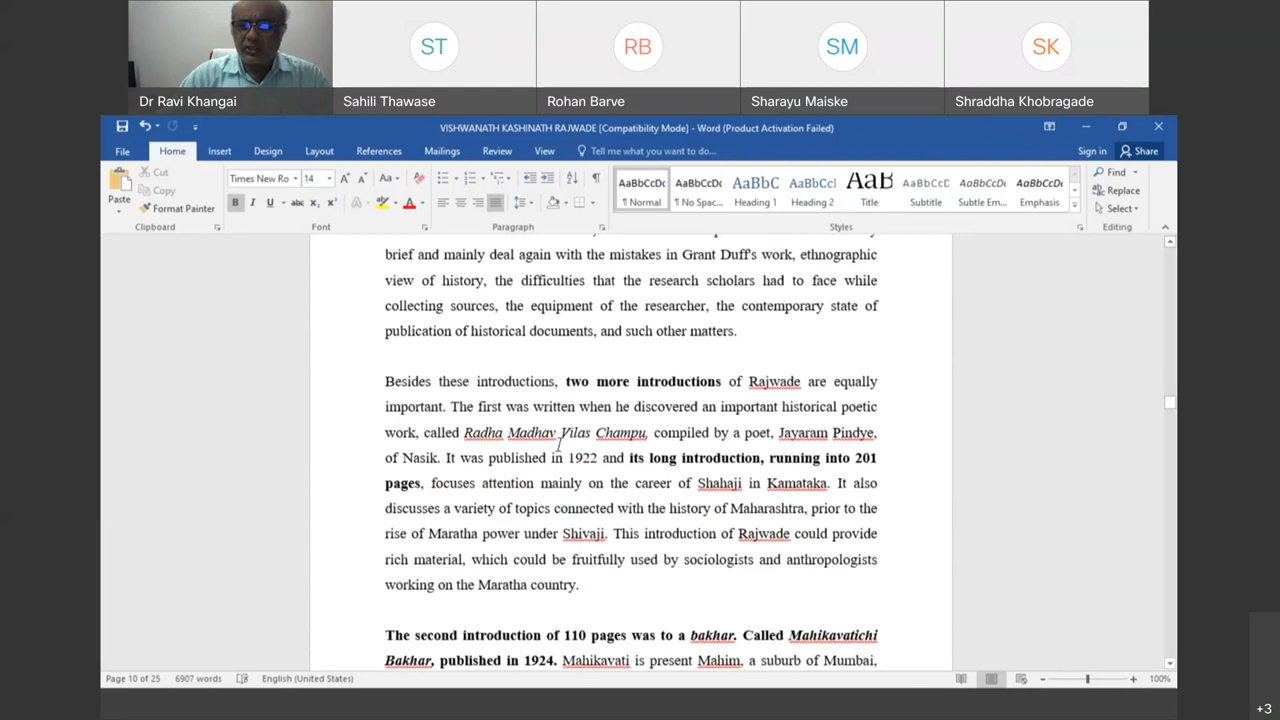 ST
RB
SM
SK
Dr Ravi Khangai
Sahili Thawase
Rohan Barve
Sharayu Maiske
Shraddha Khobragade
VISHWANATH KASHINATH RAJWADE [Compatibility Mode] - Word (Product Activation Failed)
File Home Insert Design Layout References Mailings Review View Tell me what you want to do... Sign in Share
Paste
Cut
Copy
Format Painter
Clipboard
Times New Ro 14
Font
Paragraph
AaBbCcDc AaBbCcDc AaBbC AaBbCcI AaB AaBbCcD AaBbCcDc AaBbCcDc
¶ Normal ¶ No Spac... Heading 1 Heading 2 Title Subtitle Subtle Em... Emphasis
Styles
Find
Replace
Select
Editing
brief and mainly deal again with the mistakes in Grant Duff's work, ethnographic
view of history, the difficulties that the research scholars had to face while
collecting sources, the equipment of the researcher, the contemporary state of
publication of historical documents, and such other matters.
Besides these introductions, two more introductions of Rajwade are equally
important. The first was written when he discovered an important historical poetic
work, called Radha Madhav Vilas Champu, compiled by a poet, Jayaram Pindye,
of Nasik. It was published in 1922 and its long introduction, running into 201
pages, focuses attention mainly on the career of Shahaji in Kamataka. It also
discusses a variety of topics connected with the history of Maharashtra, prior to the
rise of Maratha power under Shivaji. This introduction of Rajwade could provide
rich material, which could be fruitfully used by sociologists and anthropologists
working on the Maratha country.
The second introduction of 110 pages was to a bakhar. Called Mahikavatichi
Bakhar, published in 1924. Mahikavati is present Mahim, a suburb of Mumbai,
Page 10 of 25 6907 words English (United States) 100%
+3